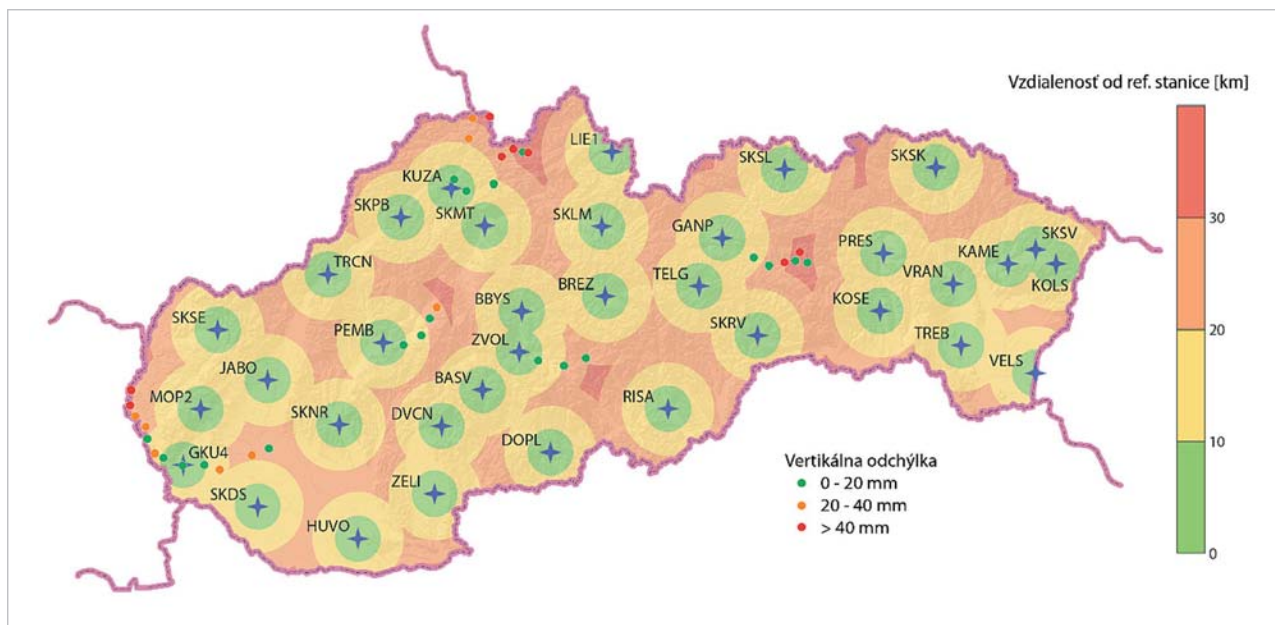 Vzdialenosť od ref. stanice [km]
LIE1
SKSL
SKSK
KUZA
SKPB
SKMT
SKLM
GANP
PRES
KAME
SKSV
TRCN
TELG
VRAN
KOLS
BBYS
BREZ
KOSE
SKSE
PEMB
ZVOL
SKRV
TREB
VELS
JABO
BASV
MOP2
SKNR
DVCN
RISA
GKU4
DOPL
SKDS
ZELI
HUVO
30
20
10
0
Vertikálna odchýlka
0 - 20 mm
20 - 40 mm
> 40 mm